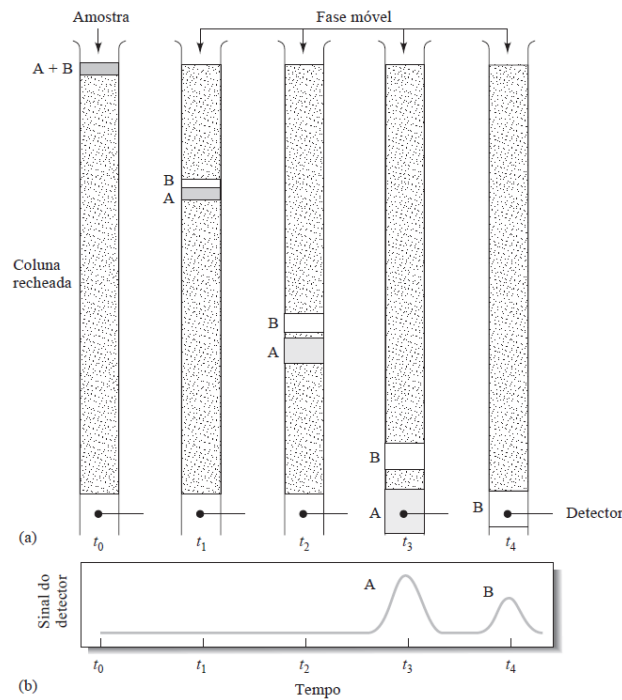 Amostra
Fase móvel
A + B
B
A
Coluna
recheada
B
A
B
A
B
Detector
(a)
t₀
t₁
t₂
t₃
t₄
Sinal do
detector
A
B
t₀
t₁
t₂
t₃
t₄
(b)
Tempo